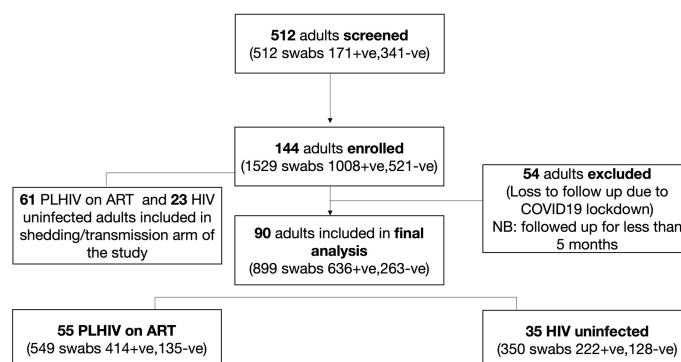 512 adults screened
(512 swabs 171+ve,341-ve)
144 adults enrolled
(1529 swabs 1008+ve,521-ve)
61 PLHIV on ART and 23 HIV
uninfected adults included in
shedding/transmission arm of
the study
54 adults excluded
(Loss to follow up due to
COVID19 lockdown)
NB: followed up for less than
5 months
90 adults included in final
analysis
(899 swabs 636+ve,263-ve)
55 PLHIV on ART
(549 swabs 414+ve,135-ve)
35 HIV uninfected
(350 swabs 222+ve,128-ve)